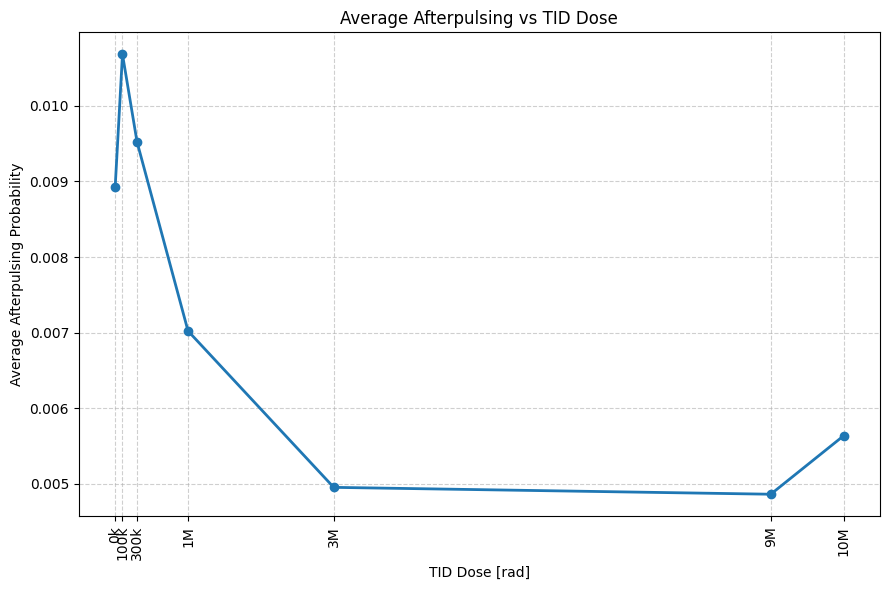 Average Afterpulsing vs TID Dose
Average Afterpulsing Probability
0.010
0.009
0.008
0.007
0.006
0.005
0k
100k
300k
1M
3M
9M
10M
TID Dose [rad]